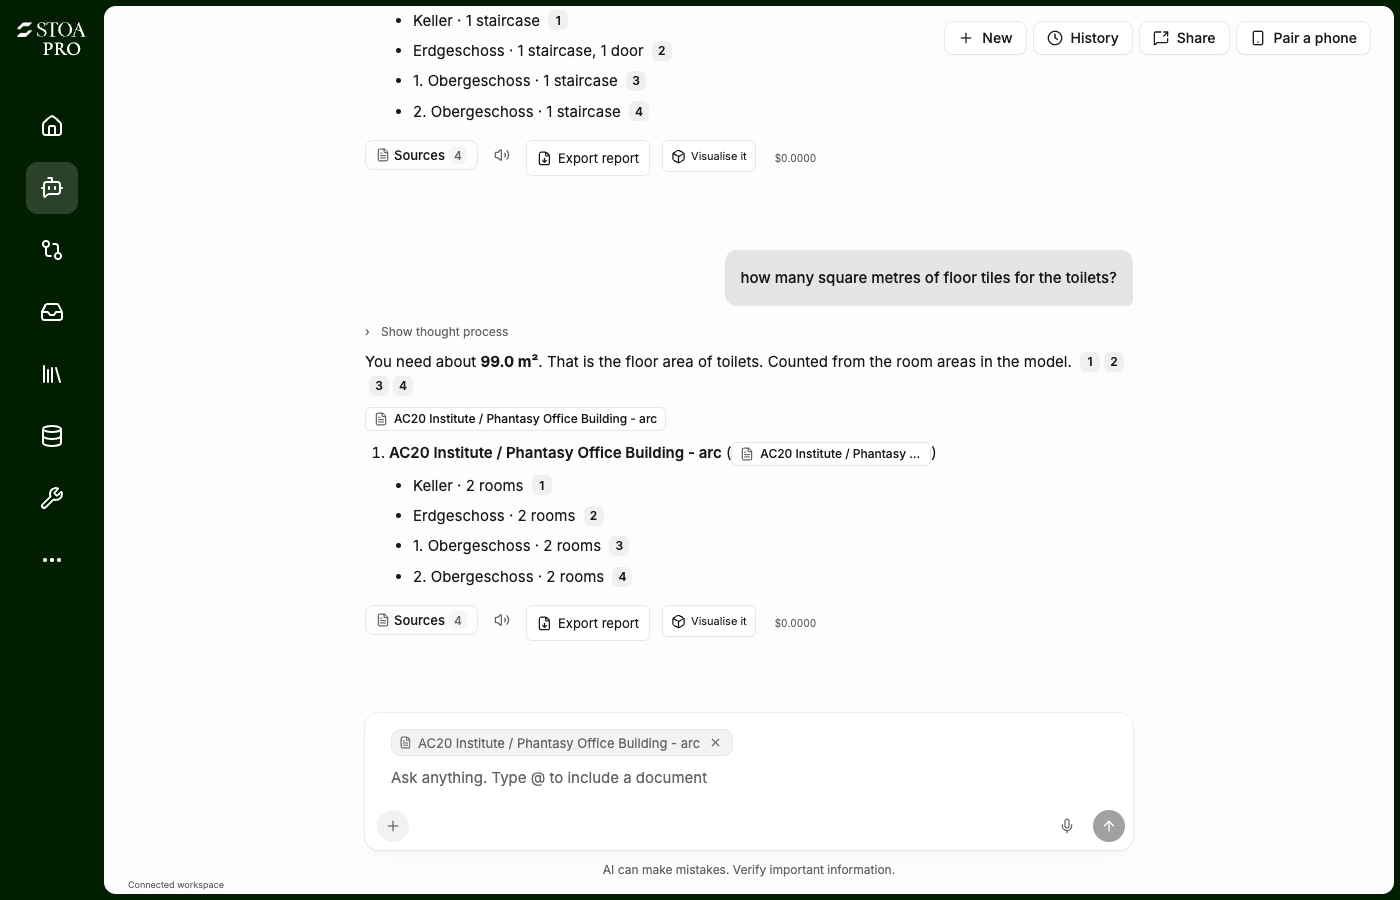 STOA
PRO
Keller · 1 staircase 1
Erdgeschoss · 1 staircase, 1 door 2
1. Obergeschoss · 1 staircase 3
2. Obergeschoss · 1 staircase 4
New
History
Share
Pair a phone
Sources 4
Export report
Visualise it
$0.0000
how many square metres of floor tiles for the toilets?
Show thought process
You need about 99.0 m². That is the floor area of toilets. Counted from the room areas in the model. 1 2
3 4
AC20 Institute / Phantasy Office Building - arc
1. AC20 Institute / Phantasy Office Building - arc (AC20 Institute / Phantasy ...)
Keller · 2 rooms 1
Erdgeschoss · 2 rooms 2
1. Obergeschoss · 2 rooms 3
2. Obergeschoss · 2 rooms 4
Sources 4
Export report
Visualise it
$0.0000
AC20 Institute / Phantasy Office Building - arc
Ask anything. Type @ to include a document
AI can make mistakes. Verify important information.
Connected workspace